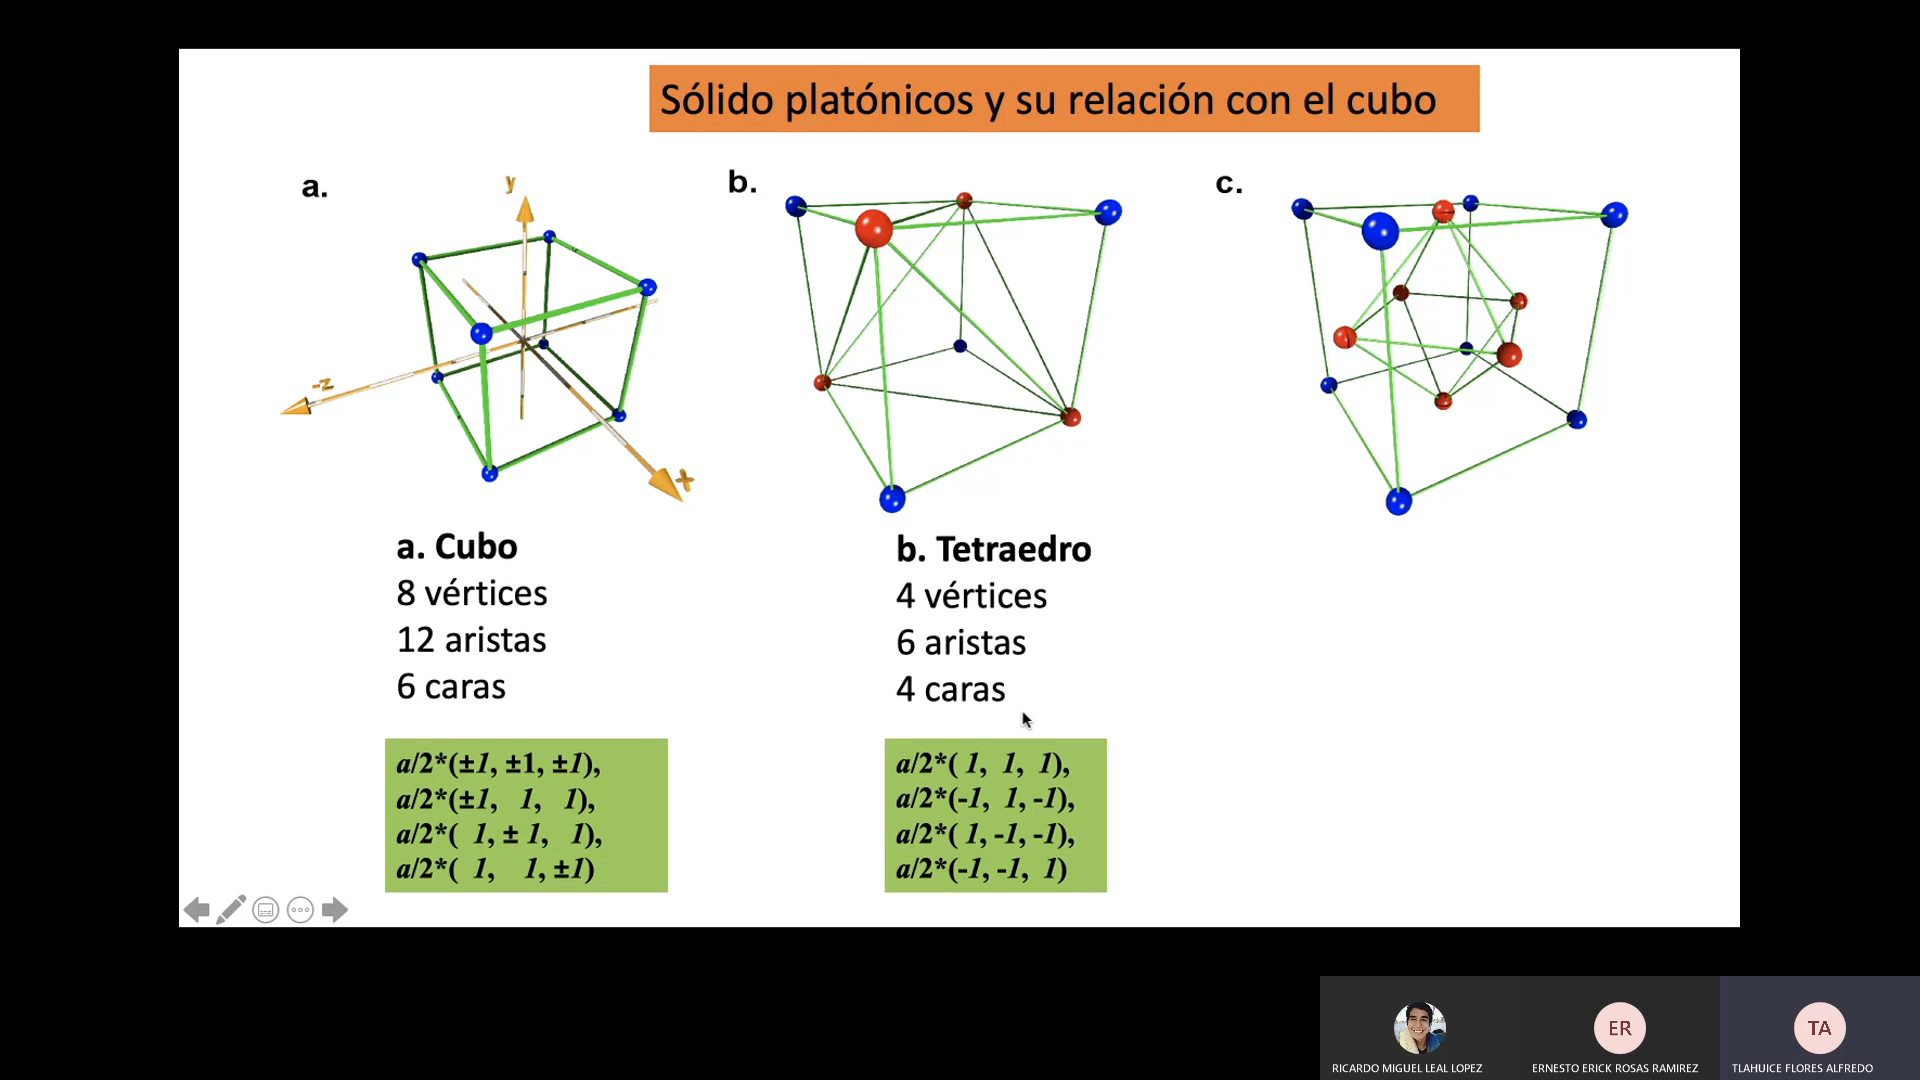 Sólido platónicos y su relación con el cubo
a.
y
-z
x
b.
c.
a. Cubo
8 vértices
12 aristas
6 caras
a/2*(±1, ±1, ±1),
a/2*(±1, 1, 1),
a/2*( 1, ± 1, 1),
a/2*( 1, 1, ±1)
b. Tetraedro
4 vértices
6 aristas
4 caras
a/2*( 1, 1, 1),
a/2*(-1, 1, -1),
a/2*( 1, -1, -1),
a/2*(-1, -1, 1)
ER
TA
RICARDO MIGUEL LEAL LOPEZ
ERNESTO ERICK ROSAS RAMIREZ
TLAHUICE FLORES ALFREDO